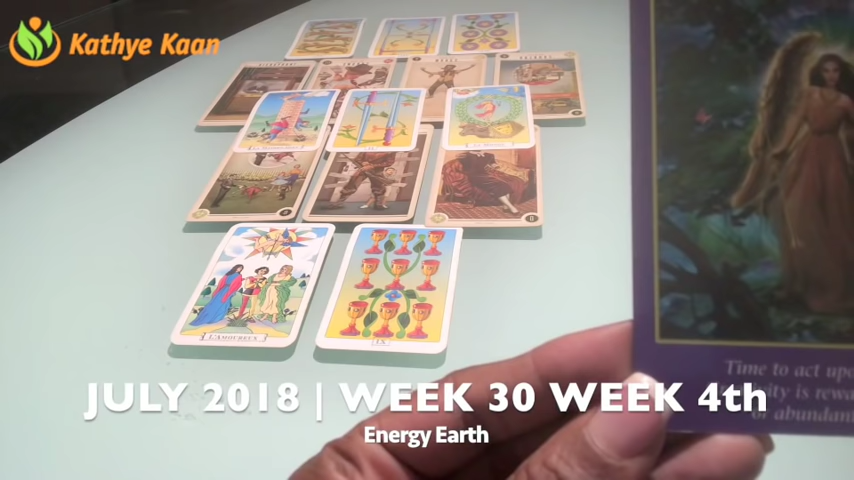 Kathye Kaan
L'AMOUREUX
IX
Time to act upo
is rewa
of abundan
JULY 2018 | WEEK 30 WEEK 4th
Energy Earth